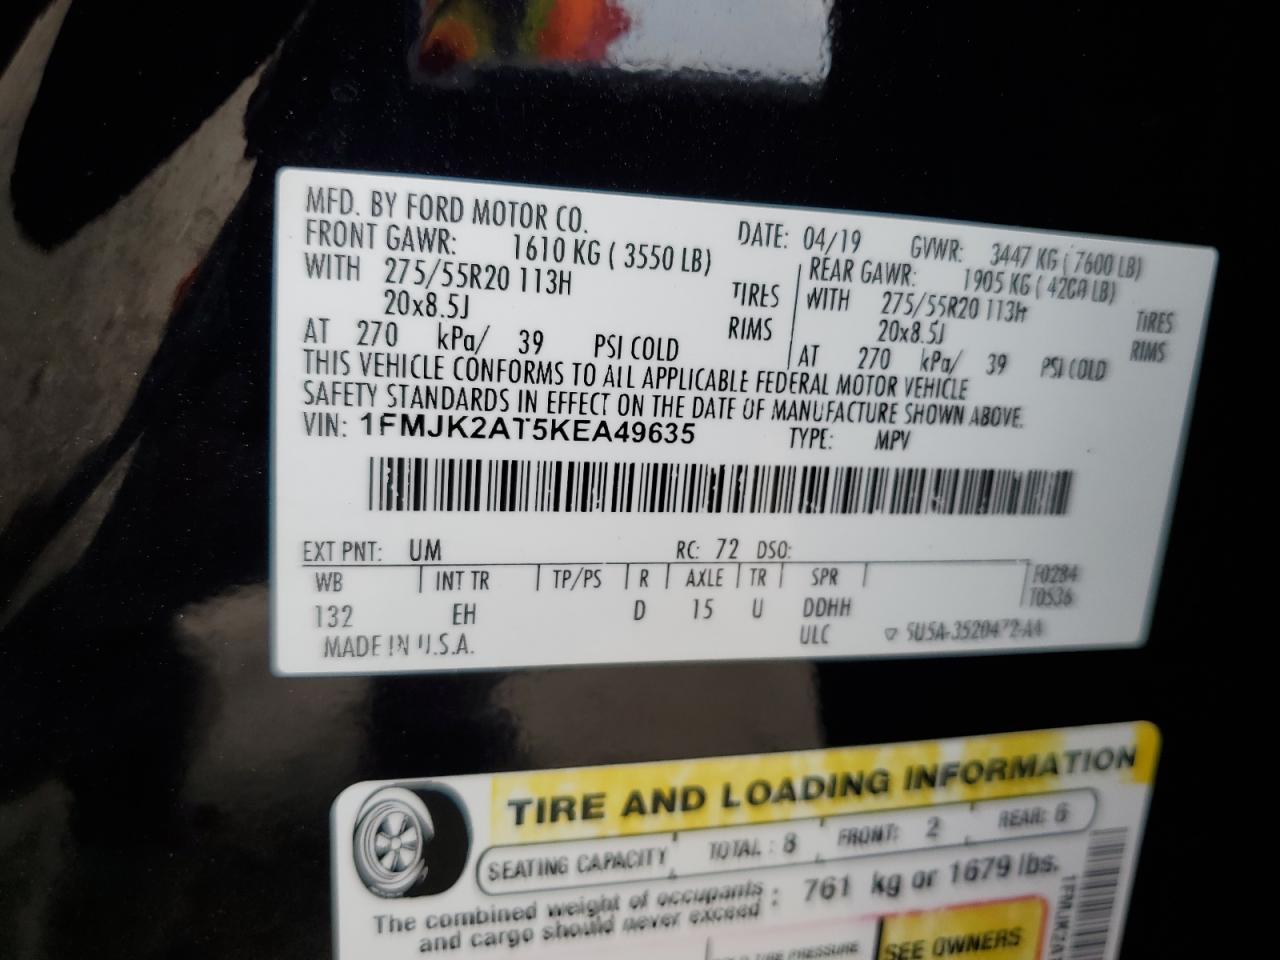 MFD. BY FORD MOTOR CO.
DATE: 04/19 GVWR: 3447 KG ( 7600 LB)
FRONT GAWR: 1610 KG ( 3550 LB)
WITH 275/55R20 113H TIRES
20x8.5J RIMS
AT 270 kPa/ 39 PSI COLD
REAR GAWR: 1905 KG ( 4200 LB)
WITH 275/55R20 113H TIRES
20x8.5J RIMS
AT 270 kPa/ 39 PSI COLD
THIS VEHICLE CONFORMS TO ALL APPLICABLE FEDERAL MOTOR VEHICLE
SAFETY STANDARDS IN EFFECT ON THE DATE OF MANUFACTURE SHOWN ABOVE.
VIN: 1FMJK2AT5KEA49635 TYPE: MPV
EXT PNT: UM RC: 72 DSO:
WB INT TR TP/PS R AXLE TR SPR F0284
132 EH D 15 U DDHH T0536
MADE IN U.S.A. ULC 5U5A-3520472-AA
TIRE AND LOADING INFORMATION
SEATING CAPACITY TOTAL : 8 FRONT: 2 REAR: 6
The combined weight of occupants : 761 kg or 1679 lbs.
and cargo should never exceed
TIRE PRESSURE SEE OWNERS
1FMJK2AT